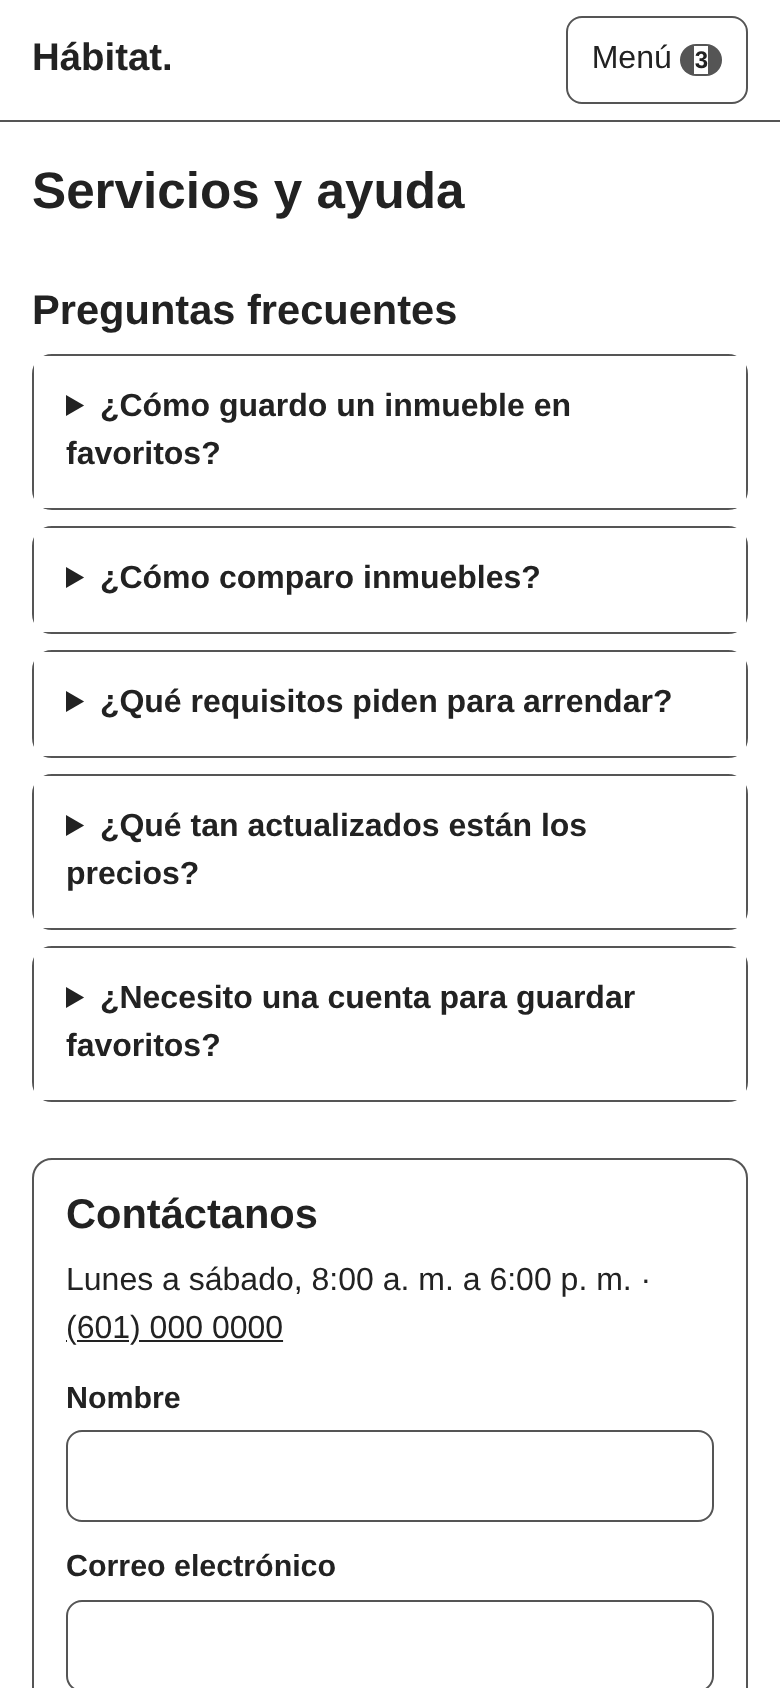 Hábitat.
Menú 3
Servicios y ayuda
Preguntas frecuentes
¿Cómo guardo un inmueble en
favoritos?
¿Cómo comparo inmuebles?
¿Qué requisitos piden para arrendar?
¿Qué tan actualizados están los
precios?
¿Necesito una cuenta para guardar
favoritos?
Contáctanos
Lunes a sábado, 8:00 a. m. a 6:00 p. m. ·
(601) 000 0000
Nombre
Correo electrónico